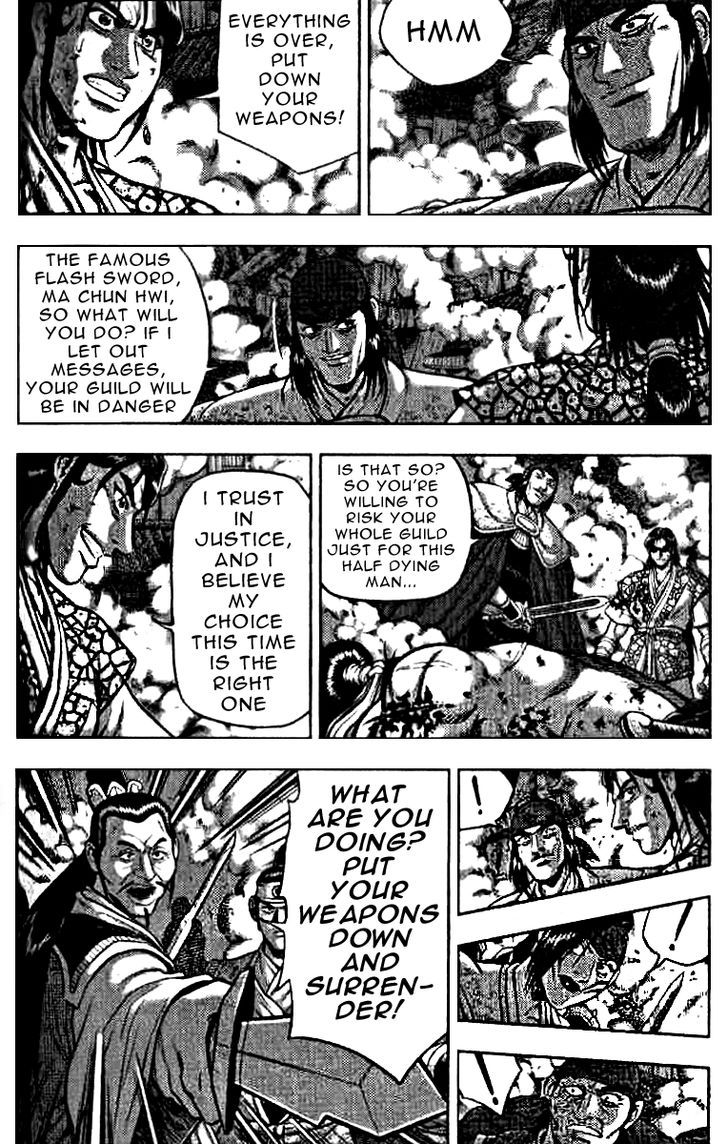 EVERYTHING
IS OVER,
PUT
DOWN
YOUR
WEAPONS!
HMM
THE FAMOUS
FLASH SWORD,
MA CHUN HWI,
SO WHAT WILL
YOU DO? IF I
LET OUT
MESSAGES,
YOUR GUILD WILL
BE IN DANGER
I TRUST
IN
JUSTICE,
AND I
BELIEVE
MY
CHOICE
THIS TIME
IS THE
RIGHT
ONE
IS THAT SO?
SO YOU'RE
WILLING TO
RISK YOUR
WHOLE GUILD
JUST FOR THIS
HALF DYING
MAN...
WHAT
ARE YOU
DOING?
PUT
YOUR
WEAPONS
DOWN
AND
SURREN-
DER!
!
!
!